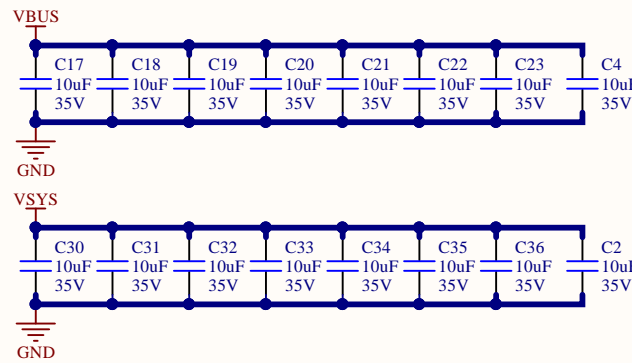 VBUS
C17 C18 C19 C20 C21 C22 C23 C4
10uF 10uF 10uF 10uF 10uF 10uF 10uF 10uF
35V 35V 35V 35V 35V 35V 35V 35V
GND
VSYS
C30 C31 C32 C33 C34 C35 C36 C2
10uF 10uF 10uF 10uF 10uF 10uF 10uF 10uF
35V 35V 35V 35V 35V 35V 35V 35V
GND